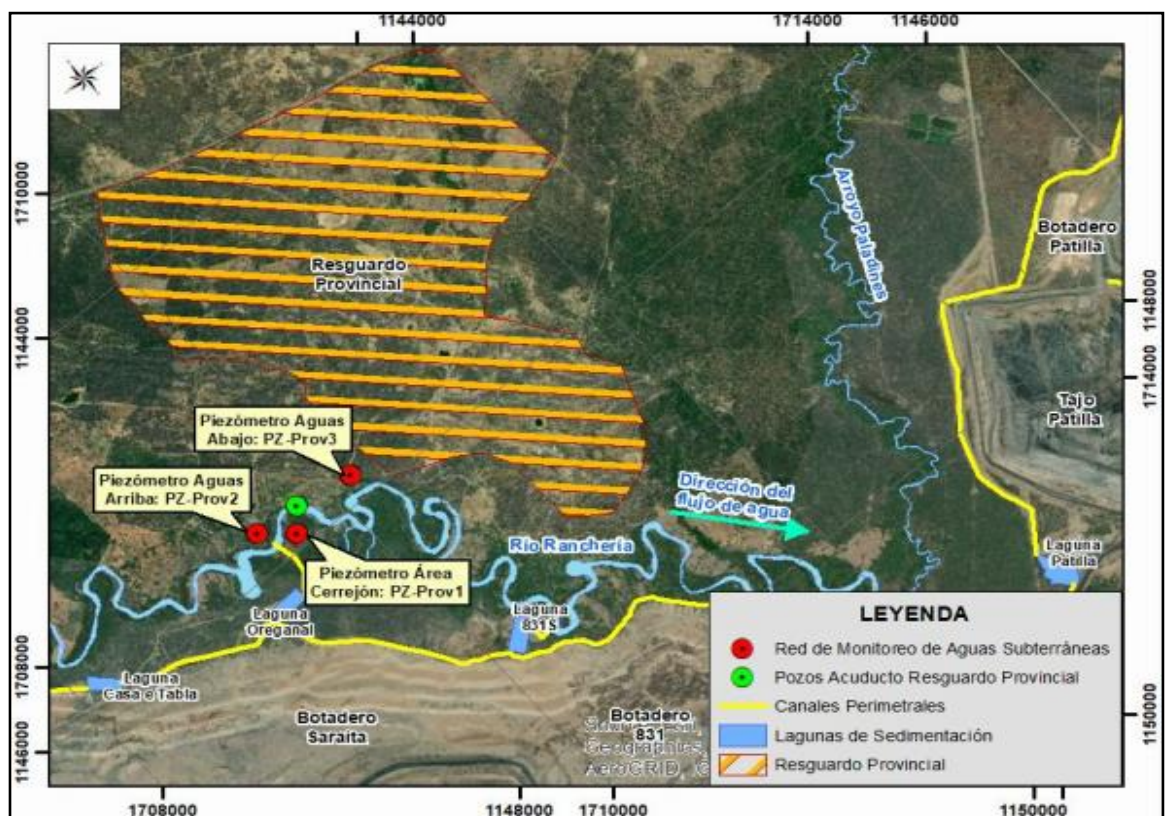 1144000
1714000
1146000
1710000
1144000
1708000
1146000
1148000
1714000
1150000
1708000
1148000
1710000
1150000
Resguardo
Provincial
Arroyo Paladines
Botadero
Patilla
Tajo
Patilla
Piezómetro Aguas
Abajo: PZ-Prov3
Piezómetro Aguas
Arriba: PZ-Prov2
Dirección del
flujo de agua
Río Ranchería
Piezómetro Área
Cerrejón: PZ-Prov1
Laguna
Patilla
Laguna
Oreganal
Laguna
831S
Laguna
Casa e Tabla
Botadero
Saraita
Botadero
831
Geographics,
AeroGRID,
LEYENDA
Red de Monitoreo de Aguas Subterráneas
Pozos Acuducto Resguardo Provincial
Canales Perimetrales
Lagunas de Sedimentación
Resguardo Provincial